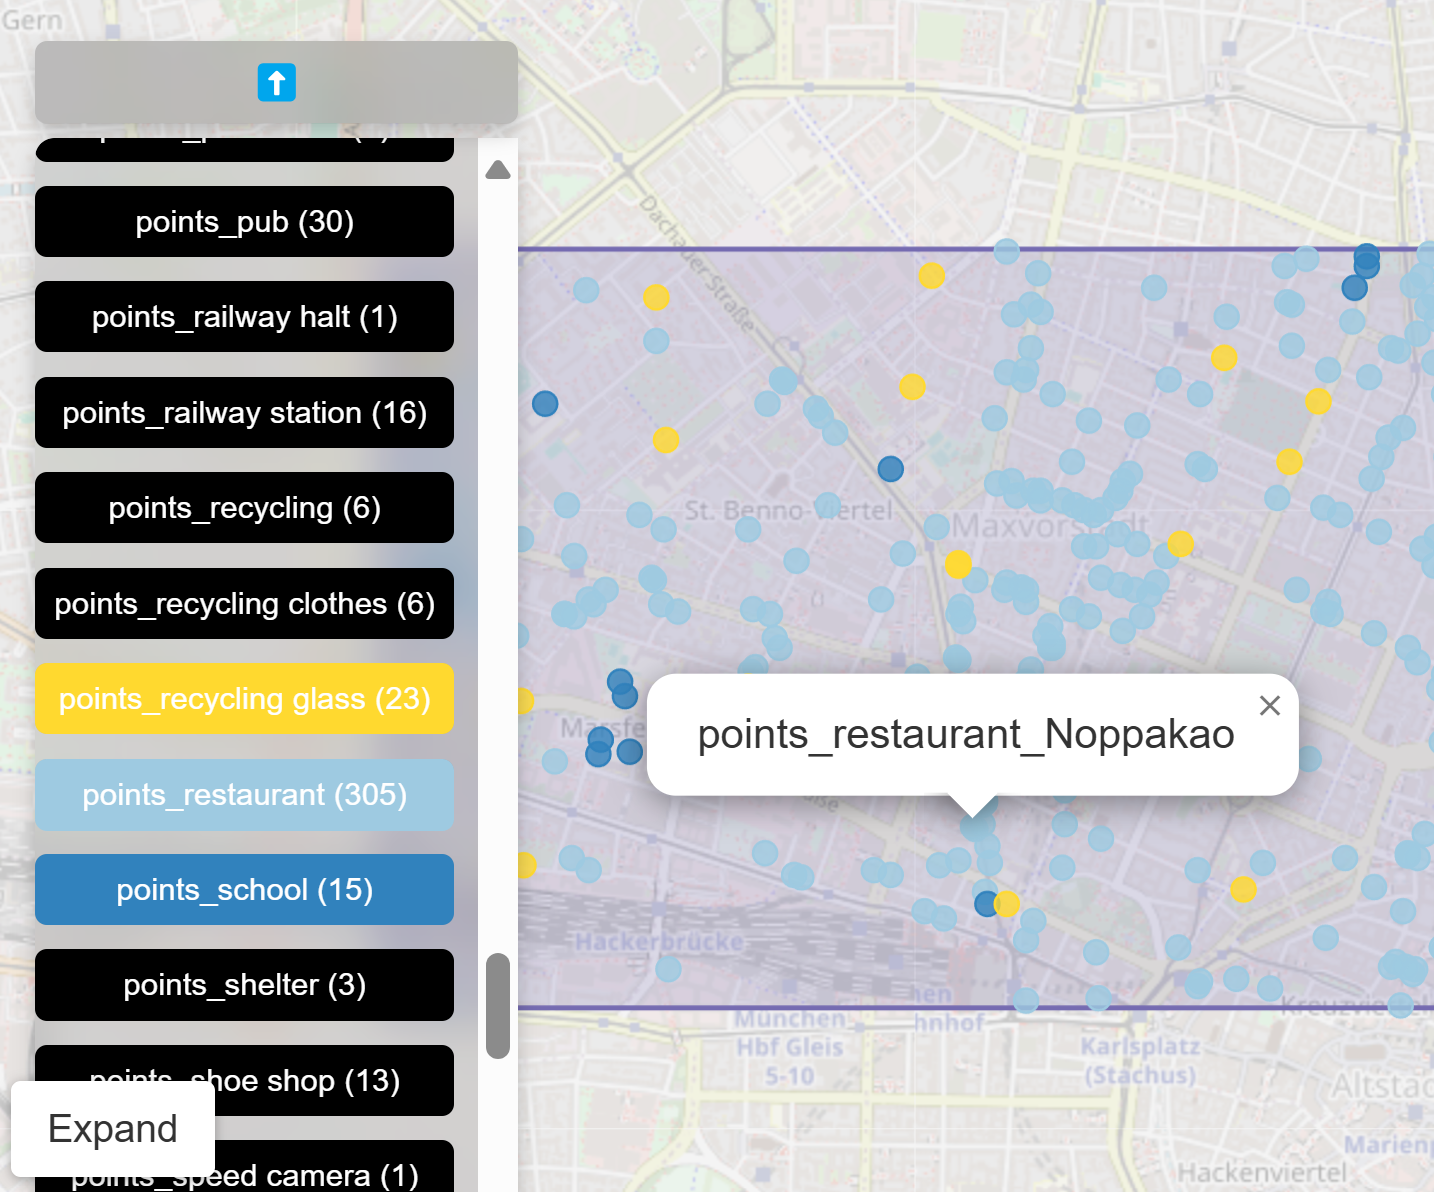 Gern
points_pub (30)
points_railway halt (1)
points_railway station (16)
points_recycling (6)
points_recycling clothes (6)
points_recycling glass (23)
points_restaurant (305)
points_school (15)
points_shelter (3)
points_shoe shop (13)
points_speed camera (1)
Expand
Dachauer Straße
St. Benno-Viertel
Maxvorstadt
Marsfe
points_restaurant_Noppakao
×
Hackerbrücke
München
Hbf Gleis
5-10
hnhof
Karlsplatz
(Stachus)
Kreuzviertel
Altstad
Marienp
Hackenviertel